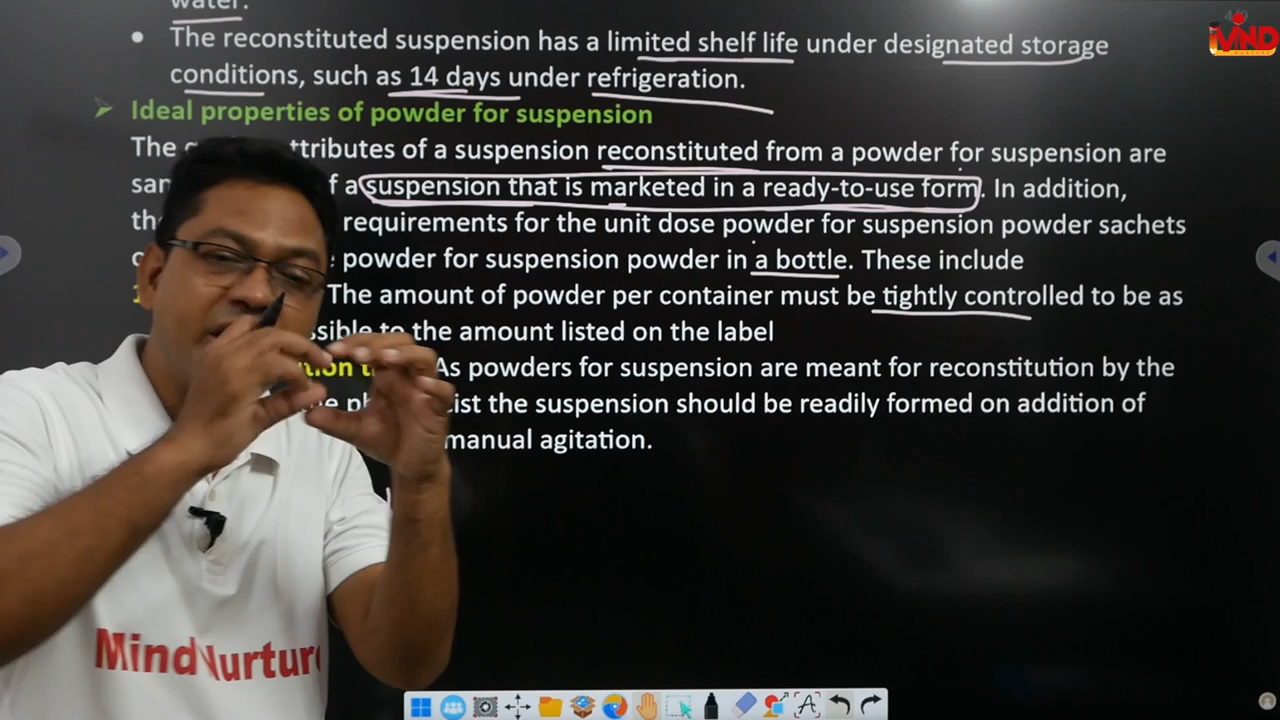 water.
The reconstituted suspension has a limited shelf life under designated storage
conditions, such as 14 days under refrigeration.
Ideal properties of powder for suspension
The ttributes of a suspension reconstituted from a powder for suspension are
f a suspension that is marketed in a ready-to-use form. In addition,
requirements for the unit dose powder for suspension powder sachets
powder for suspension powder in a bottle. These include
The amount of powder per container must be tightly controlled to be as
ssible to the amount listed on the label
tion As powders for suspension are meant for reconstitution by the
cist the suspension should be readily formed on addition of
manual agitation.
MIND
Mind Nurture